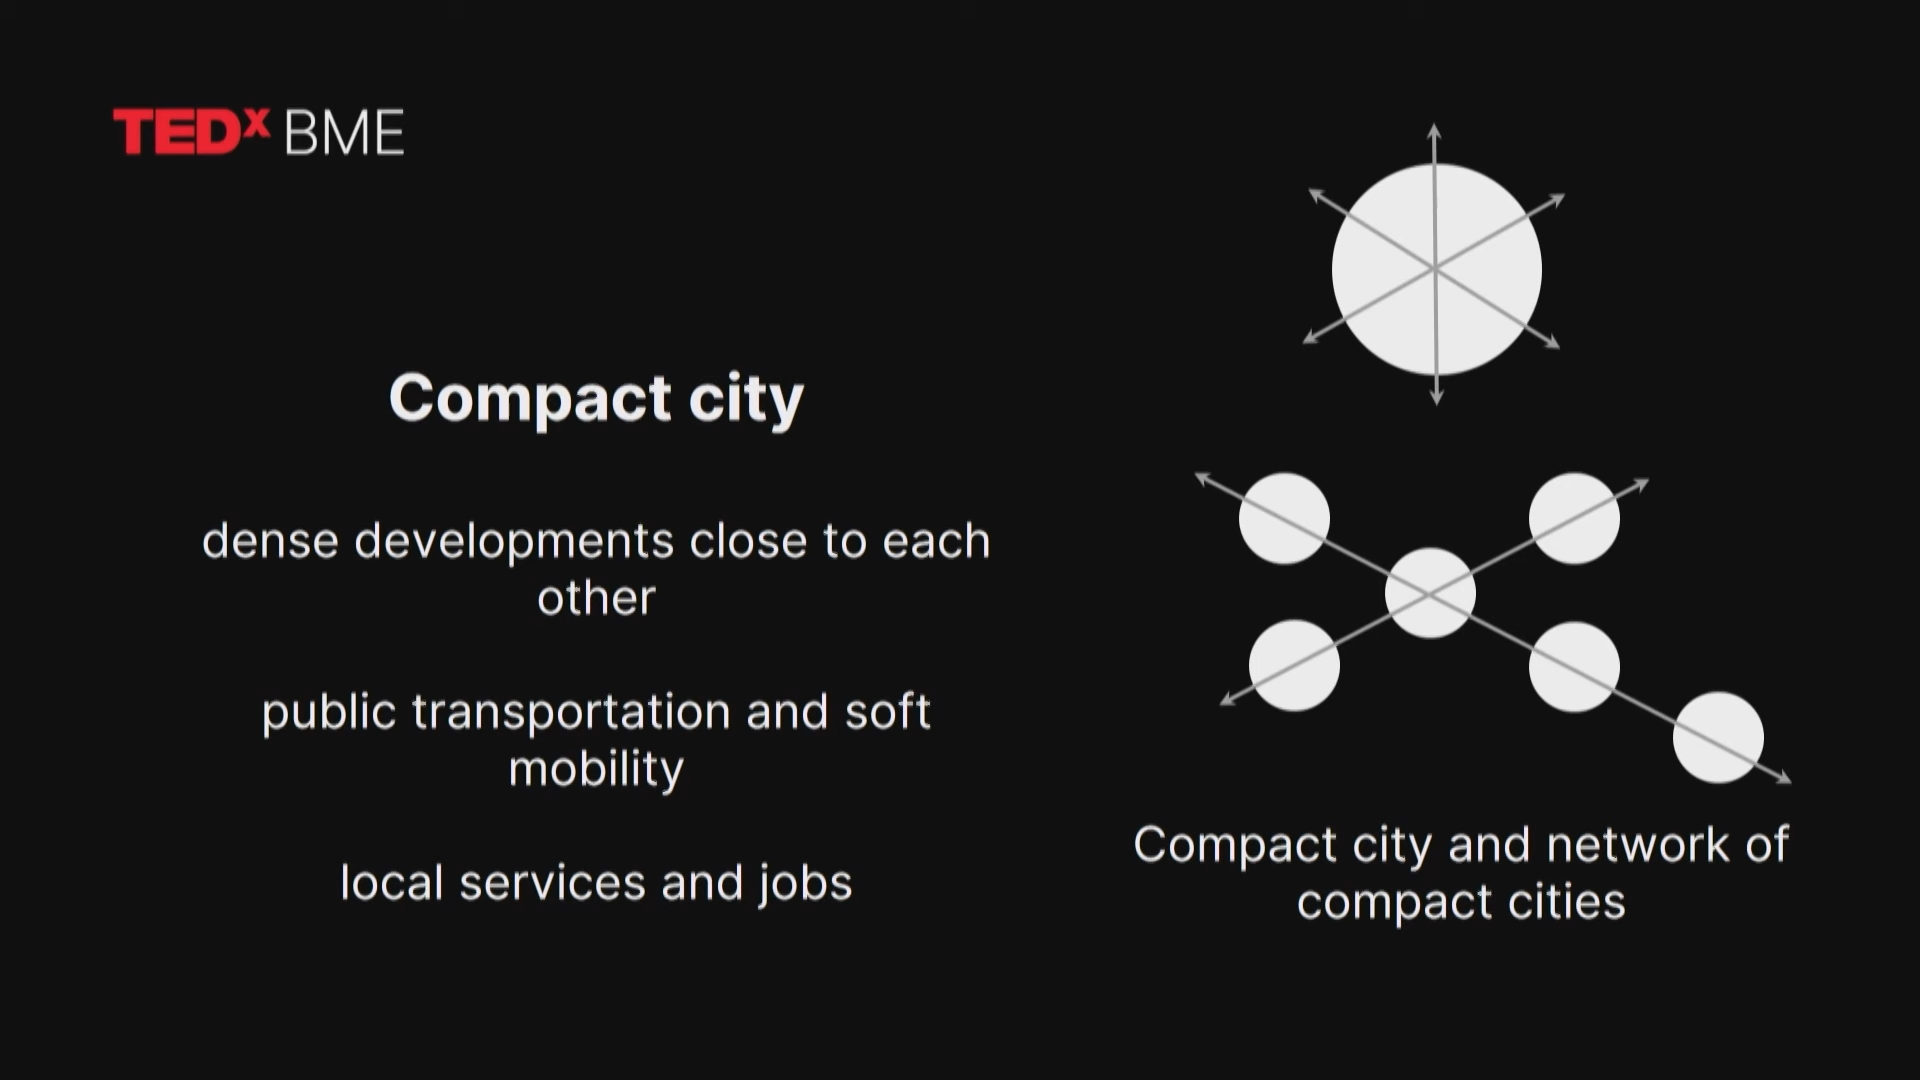 TEDx BME
Compact city
dense developments close to each
other
public transportation and soft
mobility
local services and jobs
Compact city and network of
compact cities